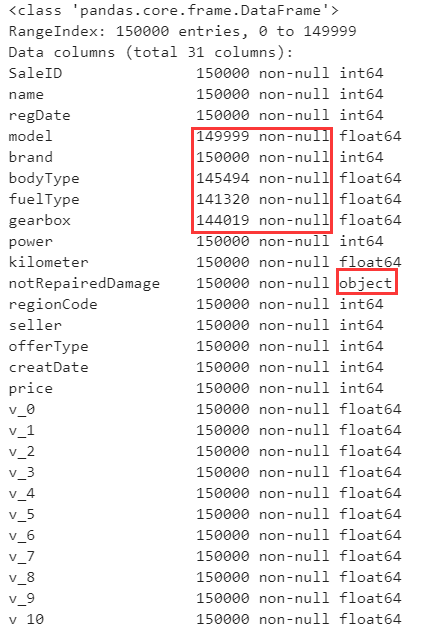 <class 'pandas.core.frame.DataFrame'>
RangeIndex: 150000 entries, 0 to 149999
Data columns (total 31 columns):
SaleID 150000 non-null int64
name 150000 non-null int64
regDate 150000 non-null int64
model 149999 non-null float64
brand 150000 non-null int64
bodyType 145494 non-null float64
fuelType 141320 non-null float64
gearbox 144019 non-null float64
power 150000 non-null int64
kilometer 150000 non-null float64
notRepairedDamage 150000 non-null object
regionCode 150000 non-null int64
seller 150000 non-null int64
offerType 150000 non-null int64
creatDate 150000 non-null int64
price 150000 non-null int64
v_0 150000 non-null float64
v_1 150000 non-null float64
v_2 150000 non-null float64
v_3 150000 non-null float64
v_4 150000 non-null float64
v_5 150000 non-null float64
v_6 150000 non-null float64
v_7 150000 non-null float64
v_8 150000 non-null float64
v_9 150000 non-null float64
v_10 150000 non-null float64